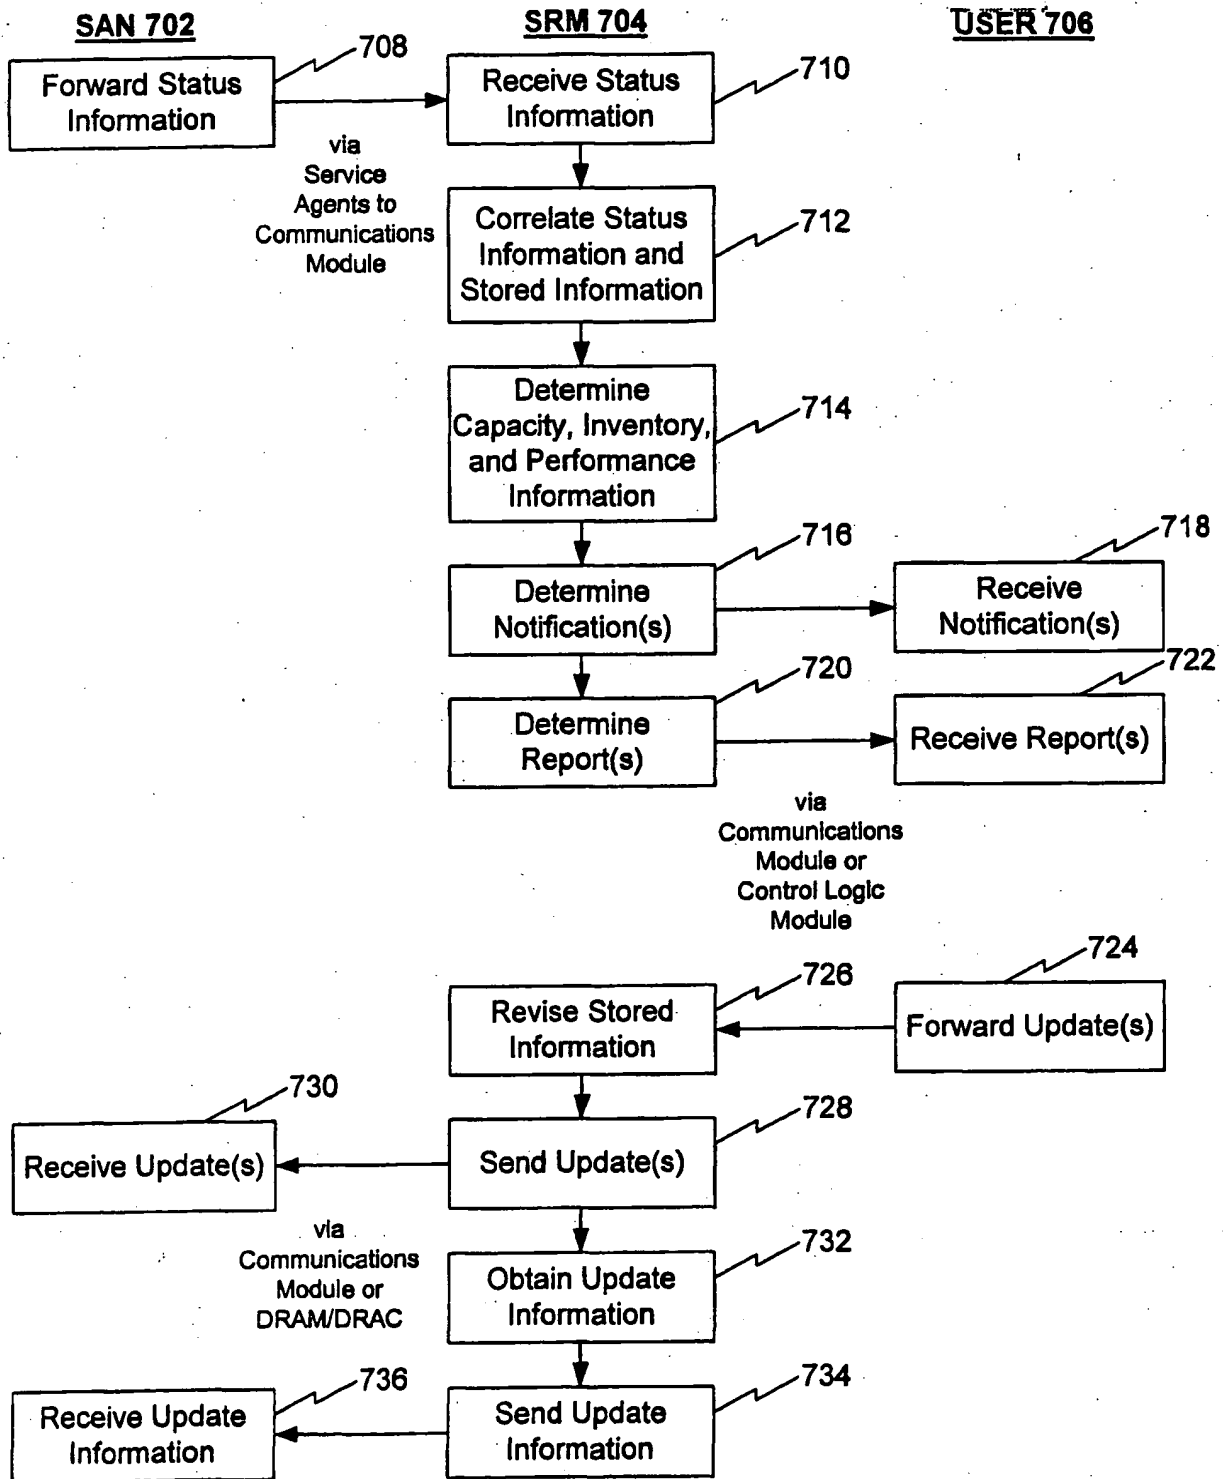 SAN 702
SRM 704
USER 706
708
Forward Status
Information
710
Receive Status
Information
via
Service
Agents to
Communications
Module
712
Correlate Status
Information and
Stored Information
714
Determine
Capacity, Inventory,
and Performance
Information
716
Determine
Notification(s)
718
Receive
Notification(s)
720
Determine
Report(s)
722
Receive Report(s)
via
Communications
Module or
Control Logic
Module
724
Forward Update(s)
726
Revise Stored
Information
728
Send Update(s)
730
Receive Update(s)
via
Communications
Module or
DRAM/DRAC
732
Obtain Update
Information
734
Send Update
Information
736
Receive Update
Information